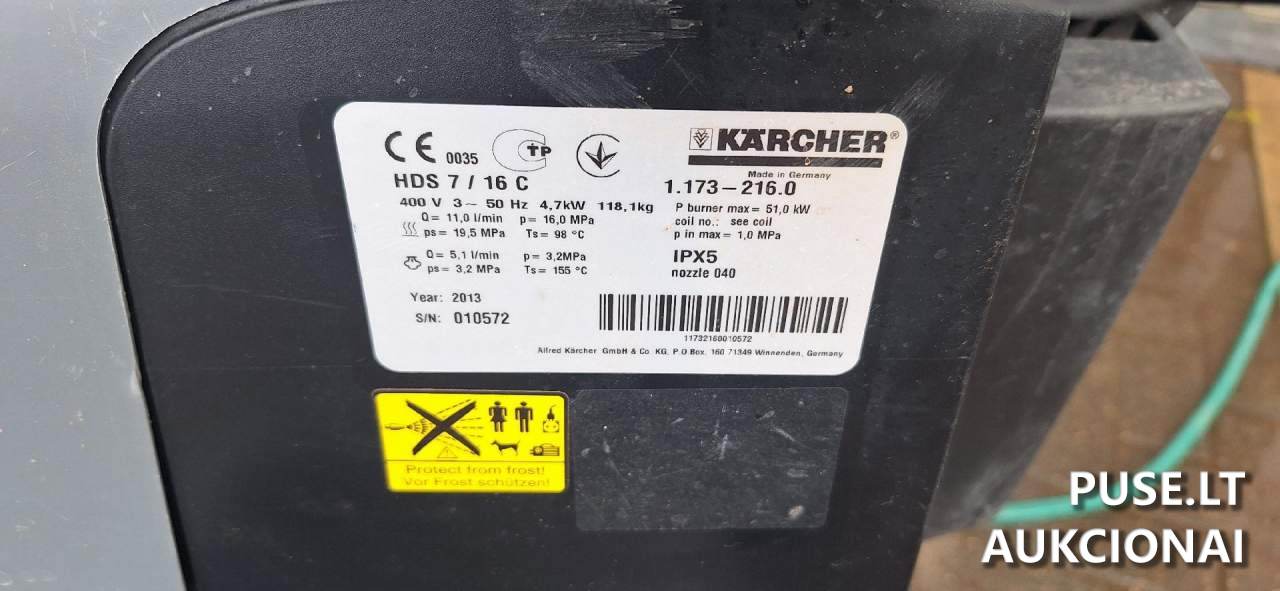 CE 0035
TP
KÄRCHER®
Made in Germany
HDS 7 / 16 C
1.173-216.0
400 V 3~ 50 Hz 4,7kW 118,1kg
P burner max= 51,0 kW
Q= 11,0 l/min p= 16,0 MPa
coil no.: see coil
ps= 19,5 MPa Ts= 98 °C
p in max= 1,0 MPa
Q= 5,1 l/min p= 3,2MPa
IPX5
ps= 3,2 MPa Ts= 155 °C
nozzle 040
Year: 2013
S/N: 010572
11732160010572
Alfred Kärcher GmbH & Co. KG, P.O Box. 160 71349 Winnenden, Germany
Protect from frost!
Vor Frost schützen!
PUSE.LT
AUKCIONAI